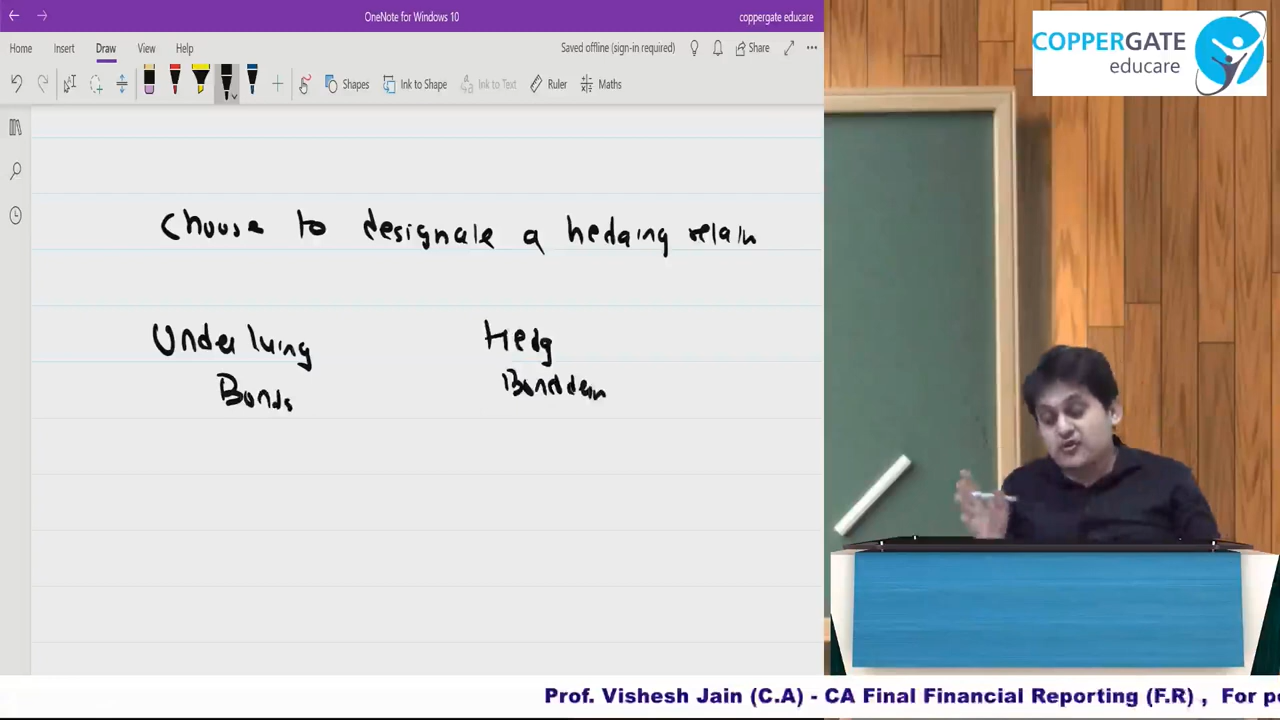 OneNote for Windows 10
coppergate educare
Home Insert Draw View Help
Saved offline (sign-in required) Share
Shapes Ink to Shape Ink to Text Ruler Maths
COPPERGATE
educare
Choose to designate a hedging relatn
Underlying Hedg
Bonds
Prof. Vishesh Jain (C.A) - CA Final Financial Reporting (F.R) , For pe